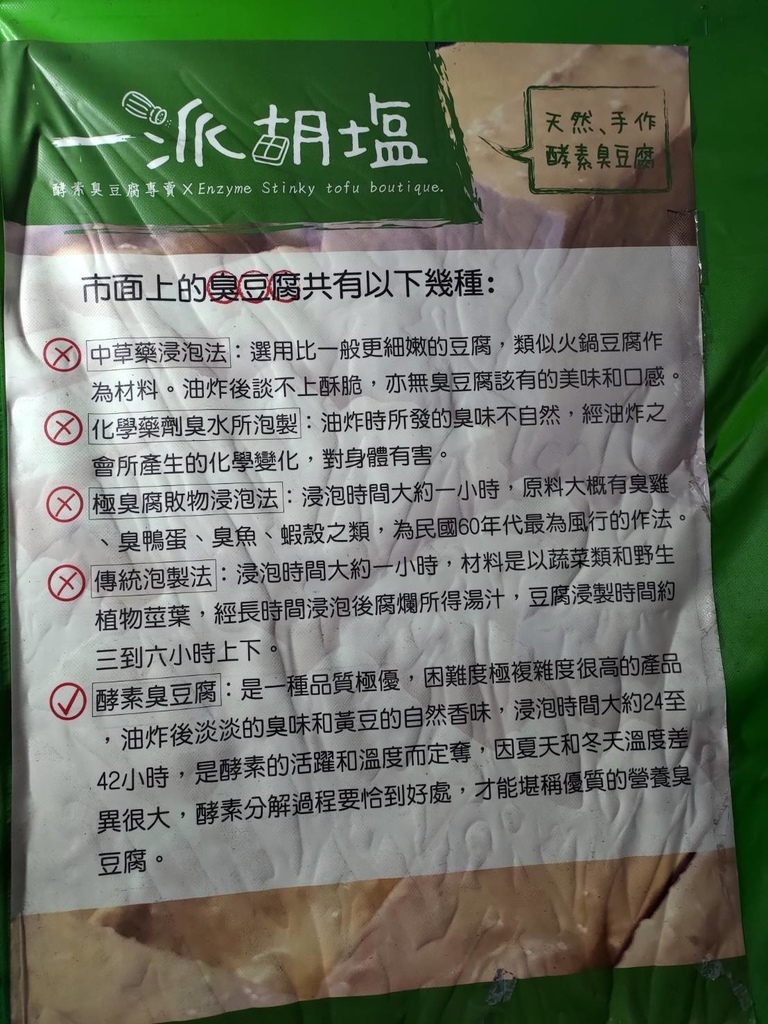 一派胡塩
酵素臭豆腐專賣×Enzyme Stinky tofu boutique.
天然、手作
酵素臭豆腐
市面上的臭豆腐共有以下幾種：
中草藥浸泡法：選用比一般更細嫩的豆腐，類似火鍋豆腐作
為材料。油炸後談不上酥脆，亦無臭豆腐該有的美味和口感。
化學藥劑臭水所泡製：油炸時所發的臭味不自然，經油炸之
會所產生的化學變化，對身體有害。
極臭腐敗物浸泡法：浸泡時間大約一小時，原料大概有臭雞
、臭鴨蛋、臭魚、蝦殼之類，為民國60年代最為風行的作法。
傳統泡製法：浸泡時間大約一小時，材料是以蔬菜類和野生
植物莖葉，經長時間浸泡後腐爛所得湯汁，豆腐浸製時間約
三到六小時上下。
酵素臭豆腐：是一種品質極優，困難度極複雜度很高的產品
，油炸後淡淡的臭味和黃豆的自然香味，浸泡時間大約24至
42小時，是酵素的活躍和溫度而定奪，因夏天和冬天溫度差
異很大，酵素分解過程要恰到好處，才能堪稱優質的營養臭
豆腐。